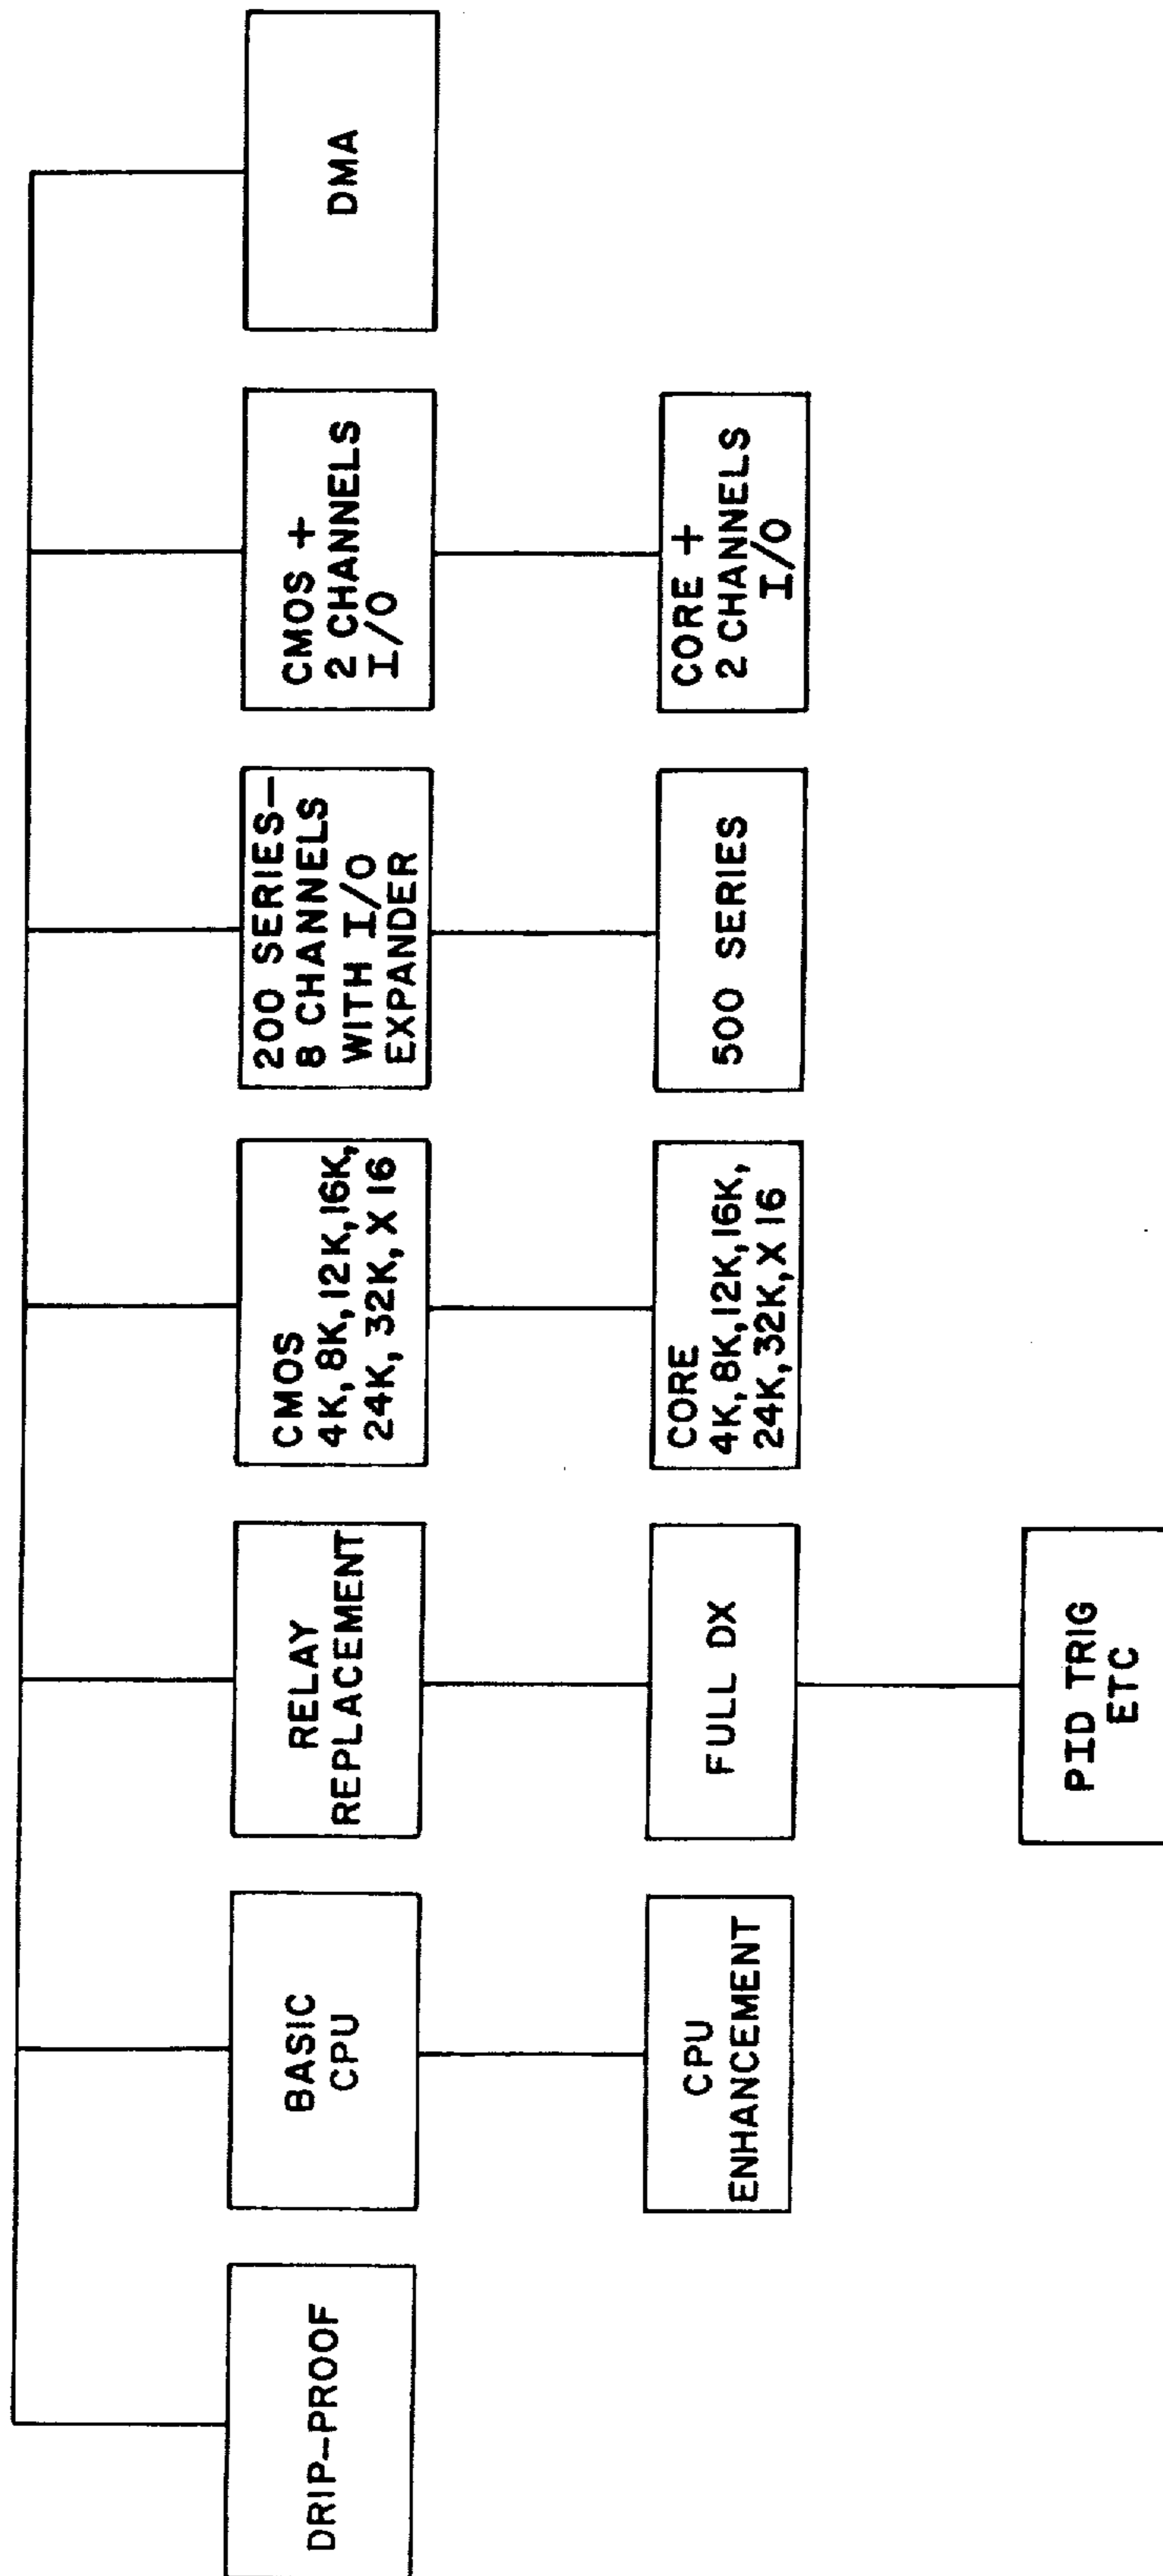 DRIP-PROOF
BASIC
CPU
CPU
ENHANCEMENT
RELAY
REPLACEMENT
FULL DX
PID TRIG
ETC
CMOS
4K, 8K, 12K, 16K,
24K, 32K, X 16
CORE
4K, 8K, 12K, 16K,
24K, 32K, X 16
200 SERIES—
8 CHANNELS
WITH I/O
EXPANDER
500 SERIES
CMOS +
2 CHANNELS
I/O
CORE +
2 CHANNELS
I/O
DMA